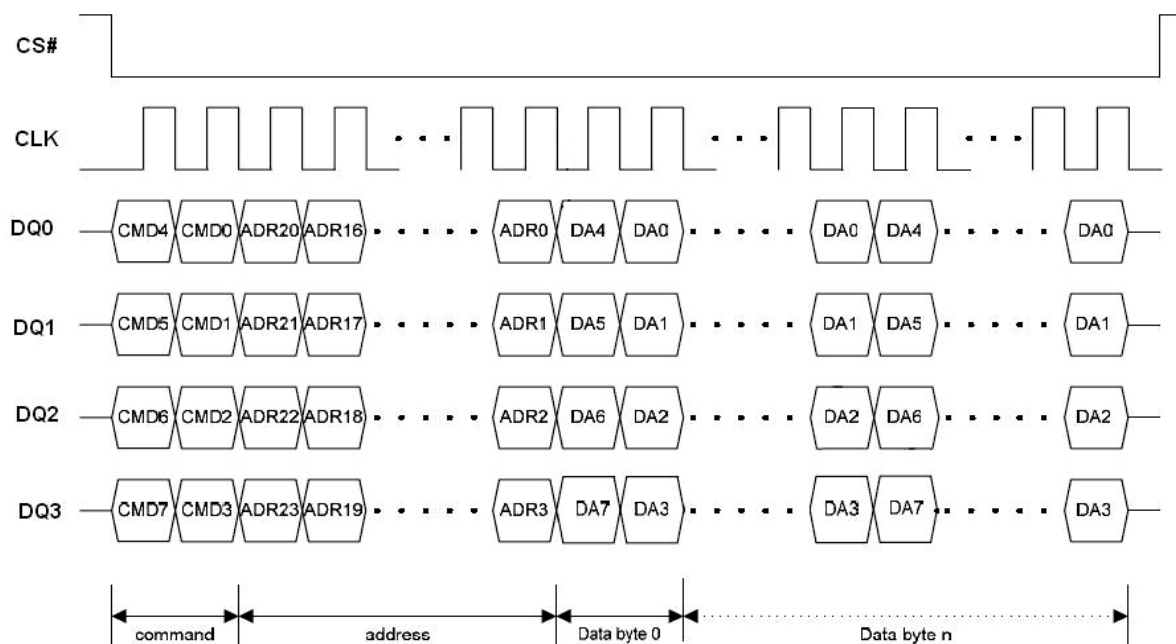 CS#
CLK
DQ0 CMD4 CMD0 ADR20 ADR16 ADR0 DA4 DA0 DA0 DA4 DA0
DQ1 CMD5 CMD1 ADR21 ADR17 ADR1 DA5 DA1 DA1 DA5 DA1
DQ2 CMD6 CMD2 ADR22 ADR18 ADR2 DA6 DA2 DA2 DA6 DA2
DQ3 CMD7 CMD3 ADR23 ADR19 ADR3 DA7 DA3 DA3 DA7 DA3
command address Data byte 0 Data byte n